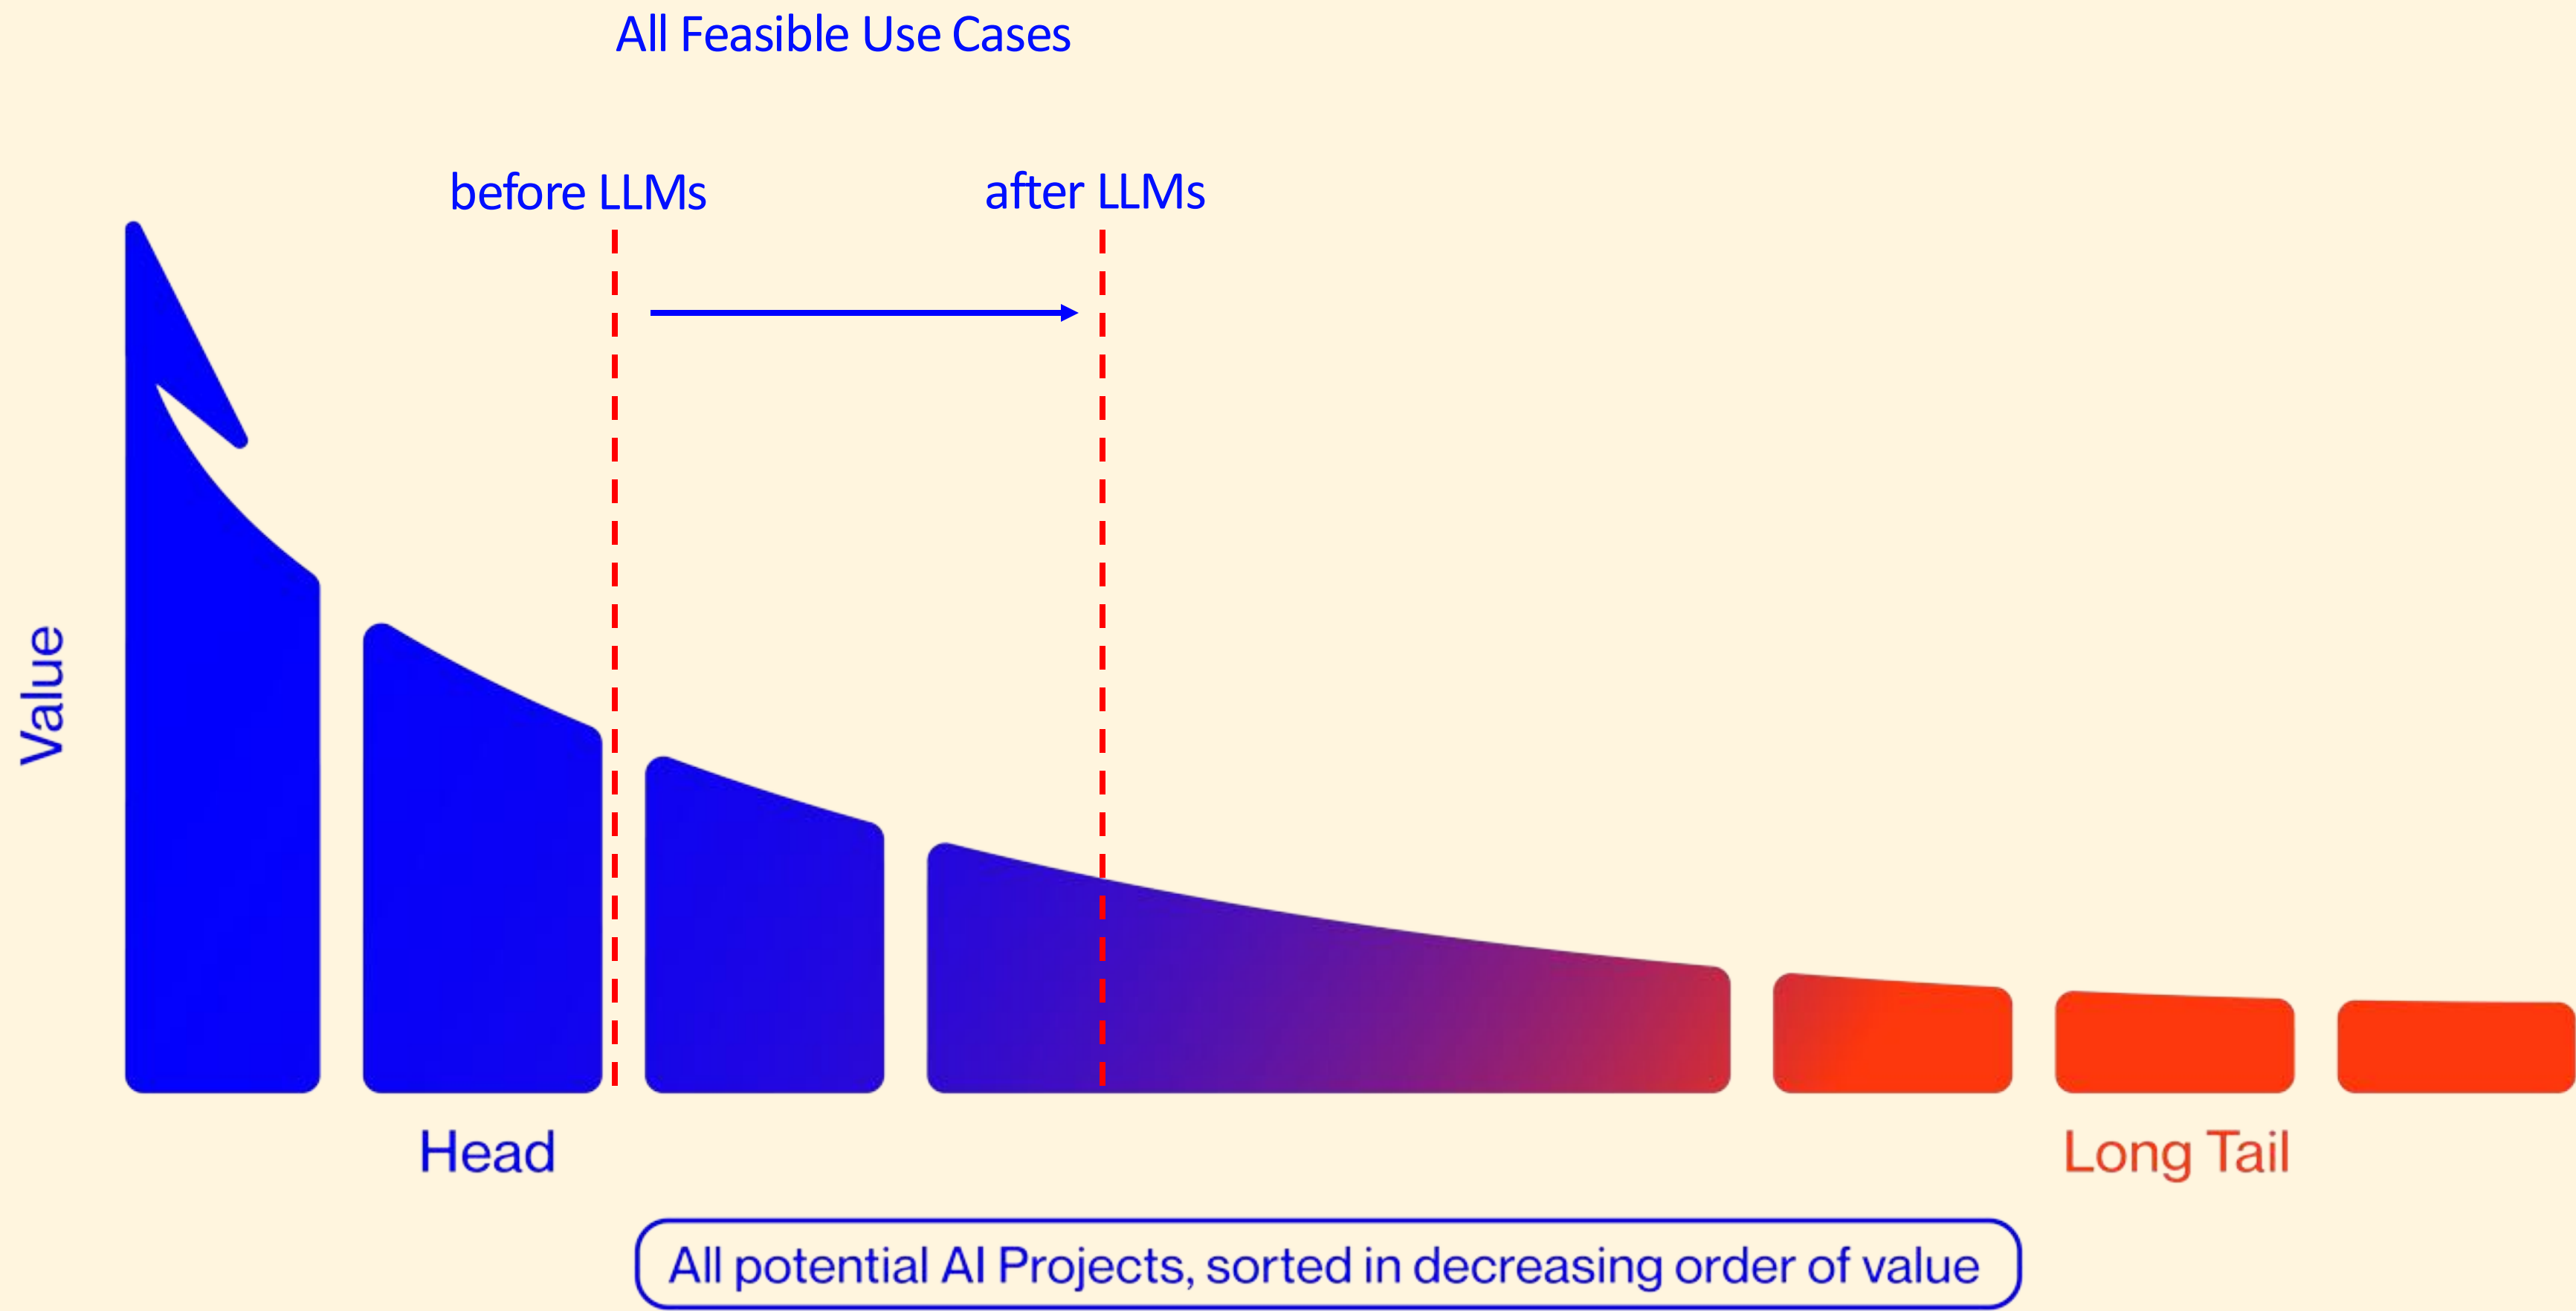 All Feasible Use Cases
before LLMs
after LLMs
Value
Head
Long Tail
All potential AI Projects, sorted in decreasing order of value